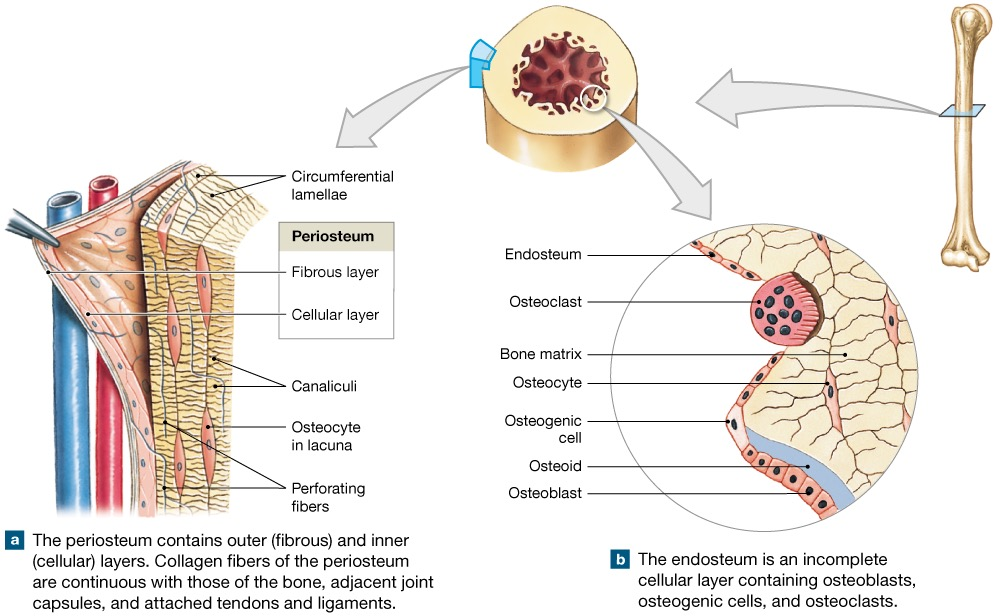 Circumferential
lamellae
Periosteum
Fibrous layer
Cellular layer
Canaliculi
Osteocyte
in lacuna
Perforating
fibers
a The periosteum contains outer (fibrous) and inner
(cellular) layers. Collagen fibers of the periosteum
are continuous with those of the bone, adjacent joint
capsules, and attached tendons and ligaments.
Endosteum
Osteoclast
Bone matrix
Osteocyte
Osteogenic
cell
Osteoid
Osteoblast
b The endosteum is an incomplete
cellular layer containing osteoblasts,
osteogenic cells, and osteoclasts.